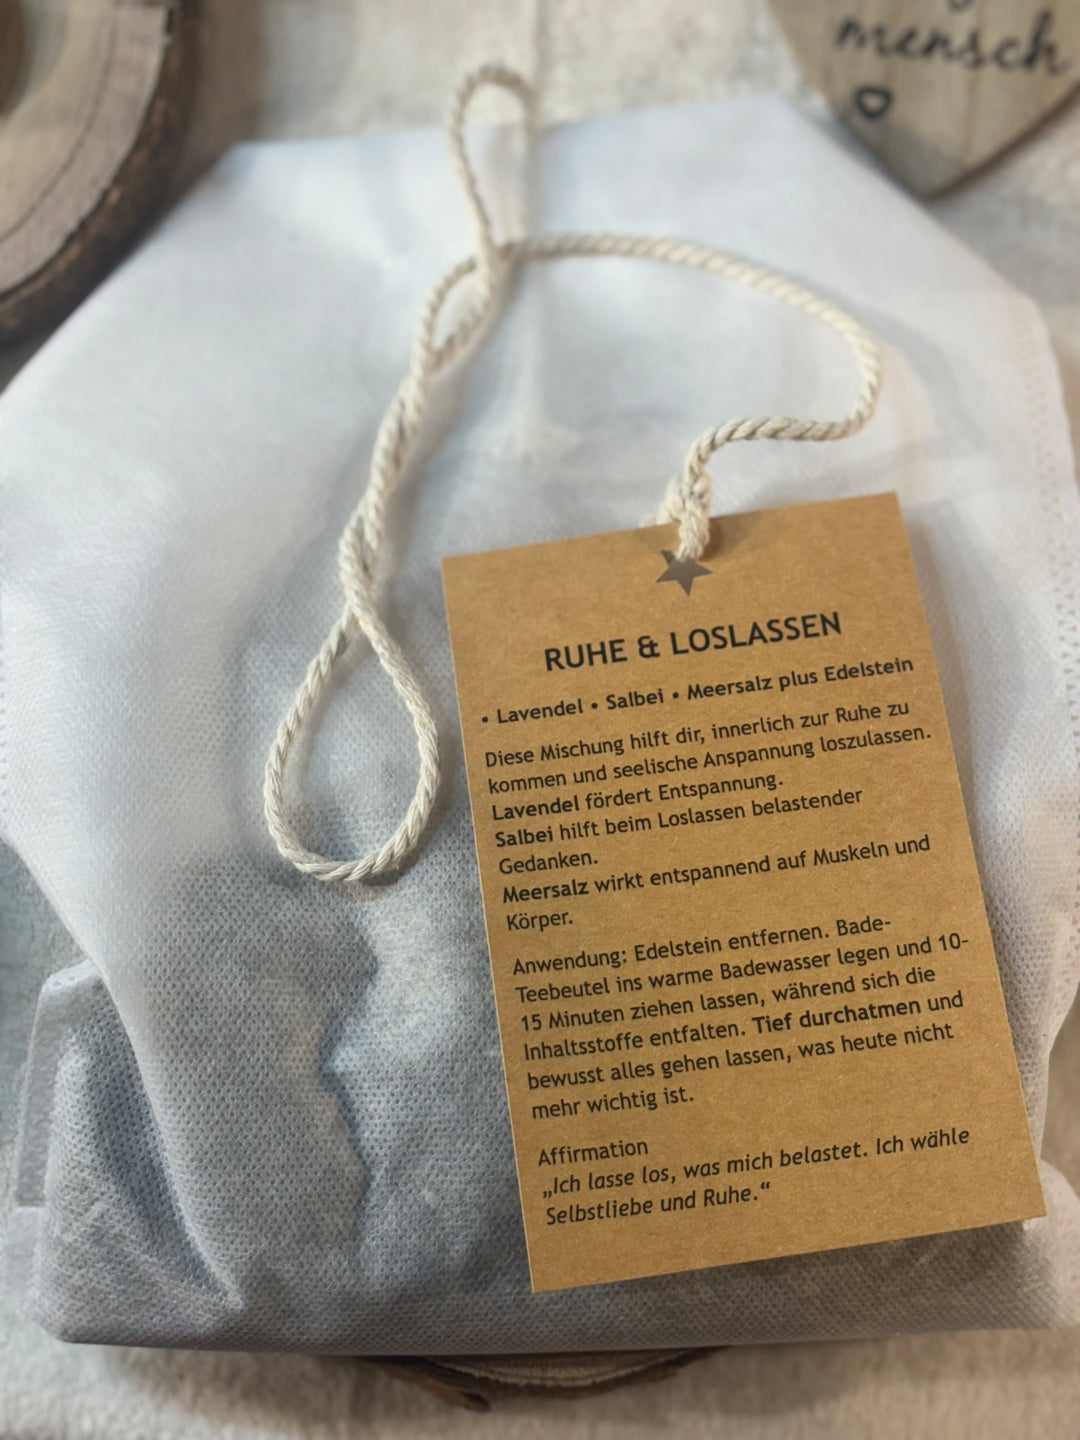 mensch
RUHE & LOSLASSEN
• Lavendel • Salbei • Meersalz plus Edelstein
Diese Mischung hilft dir, innerlich zur Ruhe zu
kommen und seelische Anspannung loszulassen.
Lavendel fördert Entspannung.
Salbei hilft beim Loslassen belastender
Gedanken.
Meersalz wirkt entspannend auf Muskeln und
Körper.
Anwendung: Edelstein entfernen. Bade-
Teebeutel ins warme Badewasser legen und 10-
15 Minuten ziehen lassen, während sich die
Inhaltsstoffe entfalten. Tief durchatmen und
bewusst alles gehen lassen, was heute nicht
mehr wichtig ist.
Affirmation
„Ich lasse los, was mich belastet. Ich wähle
Selbstliebe und Ruhe.“